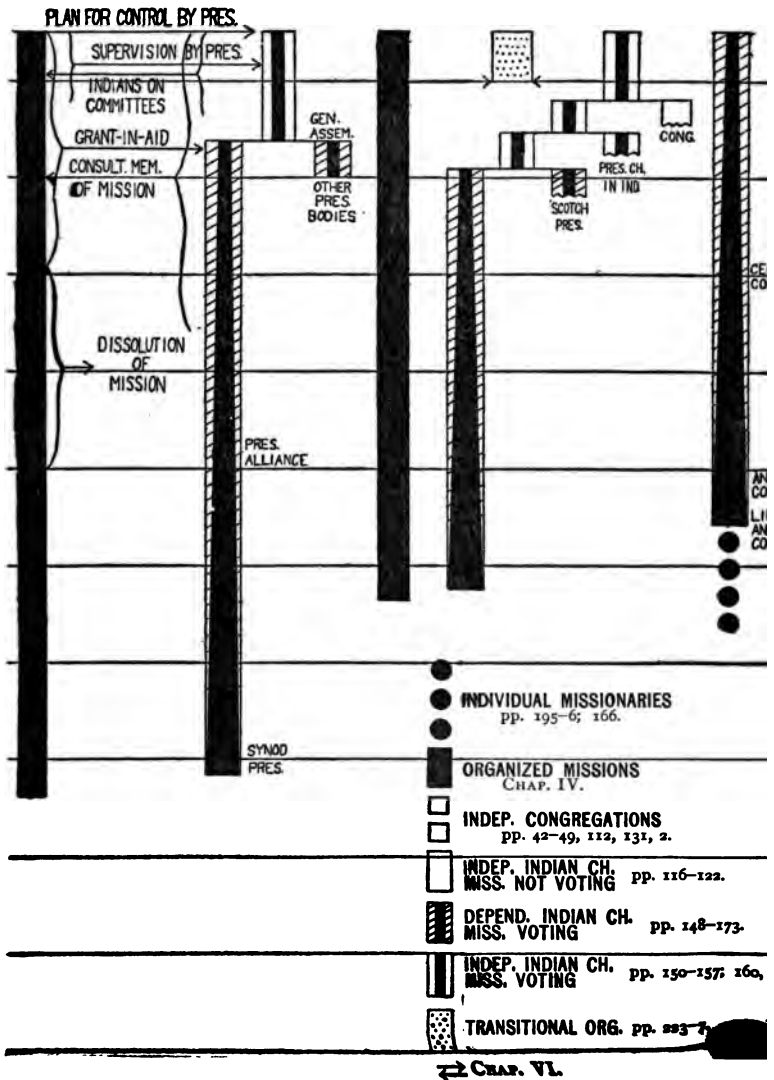 PLAN FOR CONTROL BY PRES.
SUPERVISION BY PRES.
INDIANS ON
COMMITTEES
GRANT-IN-AID
CONSULT. MEM.
OF MISSION
GEN.
ASSEM.
OTHER
PRES.
BODIES
CONG.
PRES. CH.
IN IND.
SCOTCH
PRES.
DISSOLUTION
OF
MISSION
PRES.
ALLIANCE
SYNOD
PRES.
INDIVIDUAL MISSIONARIES
pp. 195-6; 166.
ORGANIZED MISSIONS
CHAP. IV.
INDEP. CONGREGATIONS
pp. 42-49, 112, 131, 2.
INDEP. INDIAN CH.
MISS. NOT VOTING pp. 116-122.
DEPEND. INDIAN CH.
MISS. VOTING pp. 148-173.
INDEP. INDIAN CH.
MISS. VOTING pp. 150-157; 160,
TRANSITIONAL ORG. pp. 223-7
⇄ CHAP. VI.